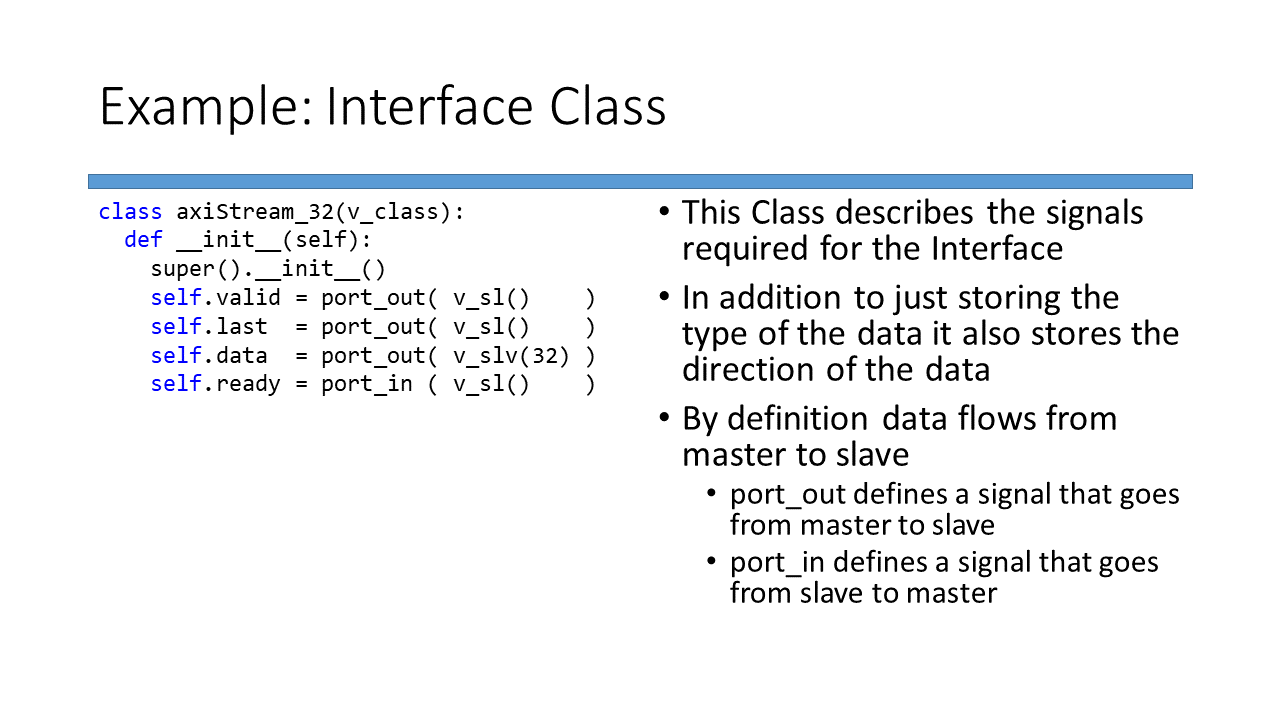 Example: Interface Class
class axiStream_32(v_class):
  def __init__(self):
    super().__init__()
    self.valid = port_out( v_sl()    )
    self.last  = port_out( v_sl()    )
    self.data  = port_out( v_slv(32) )
    self.ready = port_in ( v_sl()    )
• This Class describes the signals
required for the Interface
• In addition to just storing the
type of the data it also stores the
direction of the data
• By definition data flows from
master to slave
• port_out defines a signal that goes
from master to slave
• port_in defines a signal that goes
from slave to master